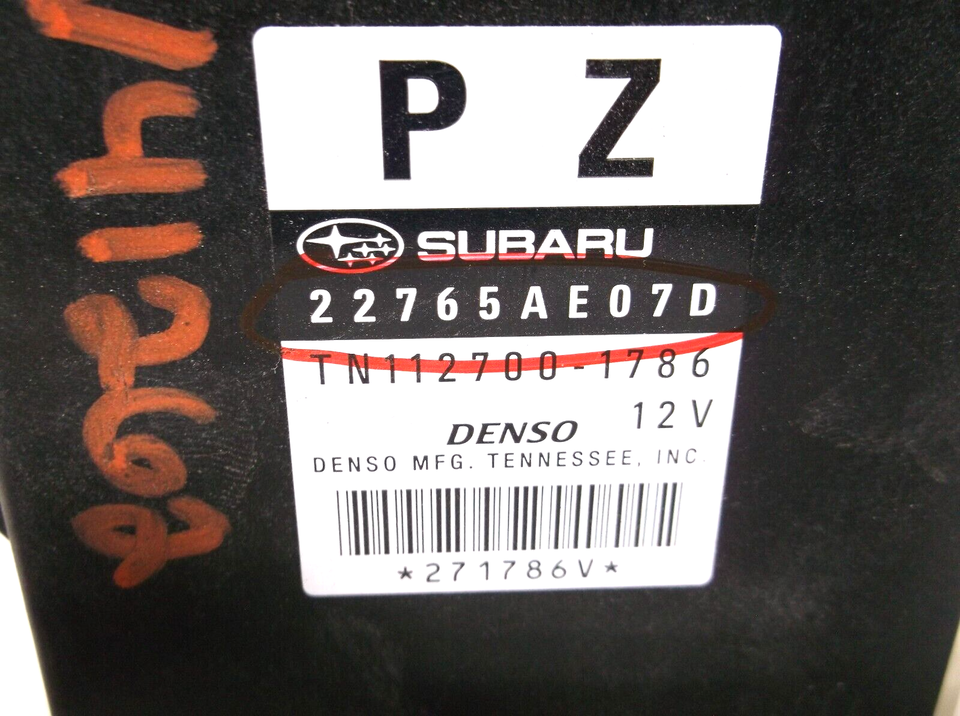 P Z
SUBARU
22765AE07D
TN112700-1786
12V
DENSO
DENSO MFG. TENNESSEE, INC.
*271786V*